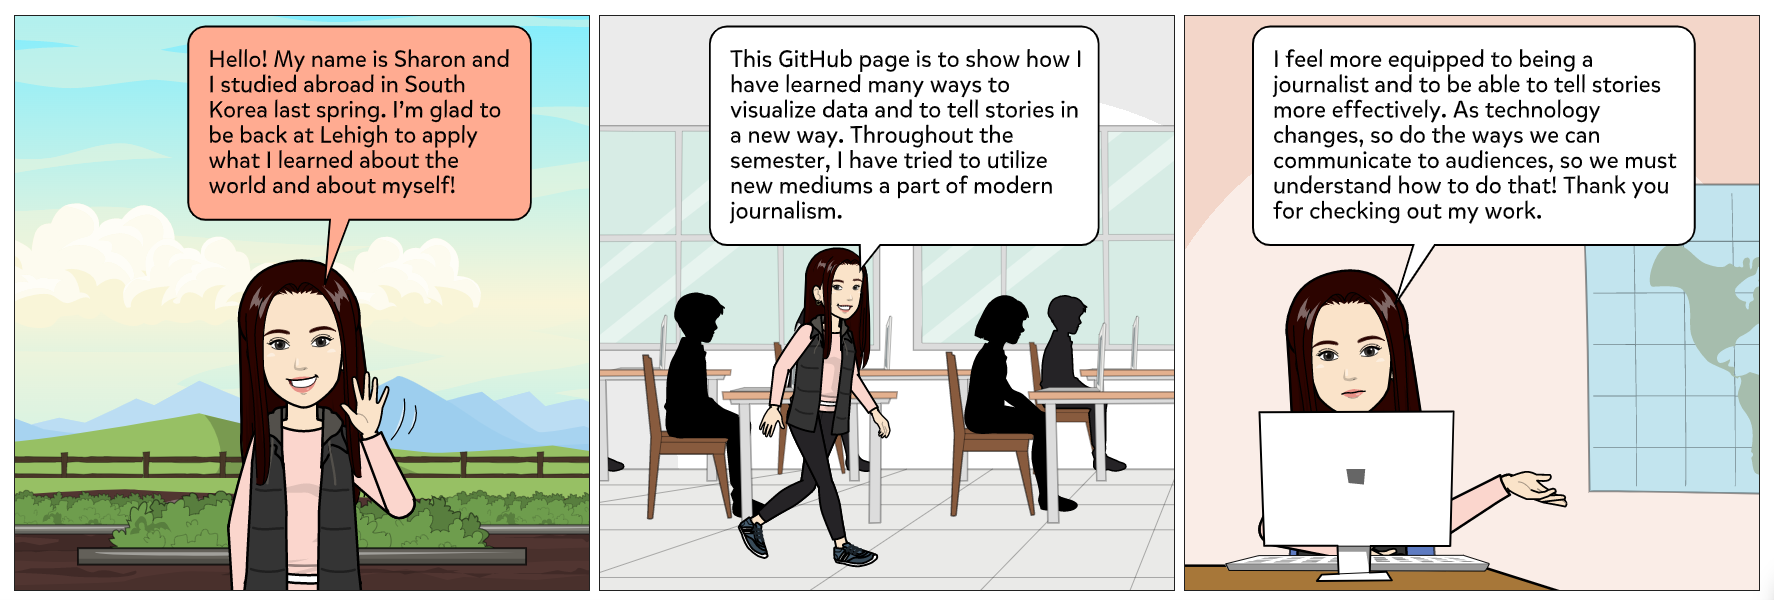 Hello! My name is Sharon and
I studied abroad in South
Korea last spring. I'm glad to
be back at Lehigh to apply
what I learned about the
world and about myself!
This GitHub page is to show how I
have learned many ways to
visualize data and to tell stories in
a new way. Throughout the
semester, I have tried to utilize
new mediums a part of modern
journalism.
I feel more equipped to being a
journalist and to be able to tell stories
more effectively. As technology
changes, so do the ways we can
communicate to audiences, so we must
understand how to do that! Thank you
for checking out my work.